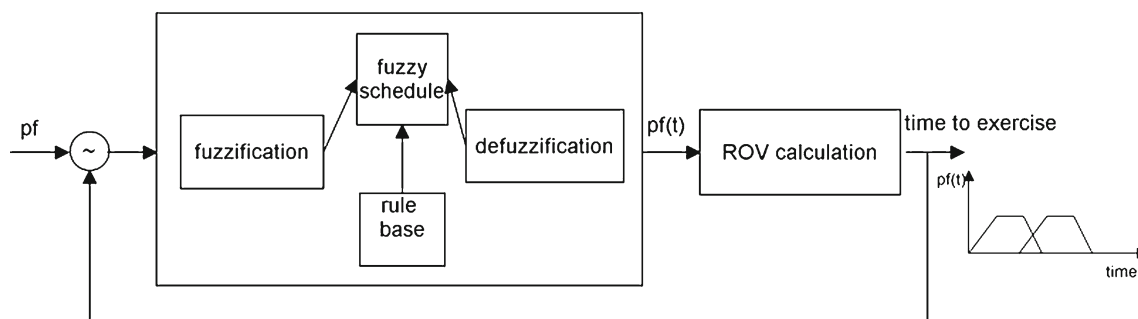 pf
~
fuzzification
fuzzy
schedule
rule
base
defuzzification
pf(t)
ROV calculation
time to exercise
pf(t)
time